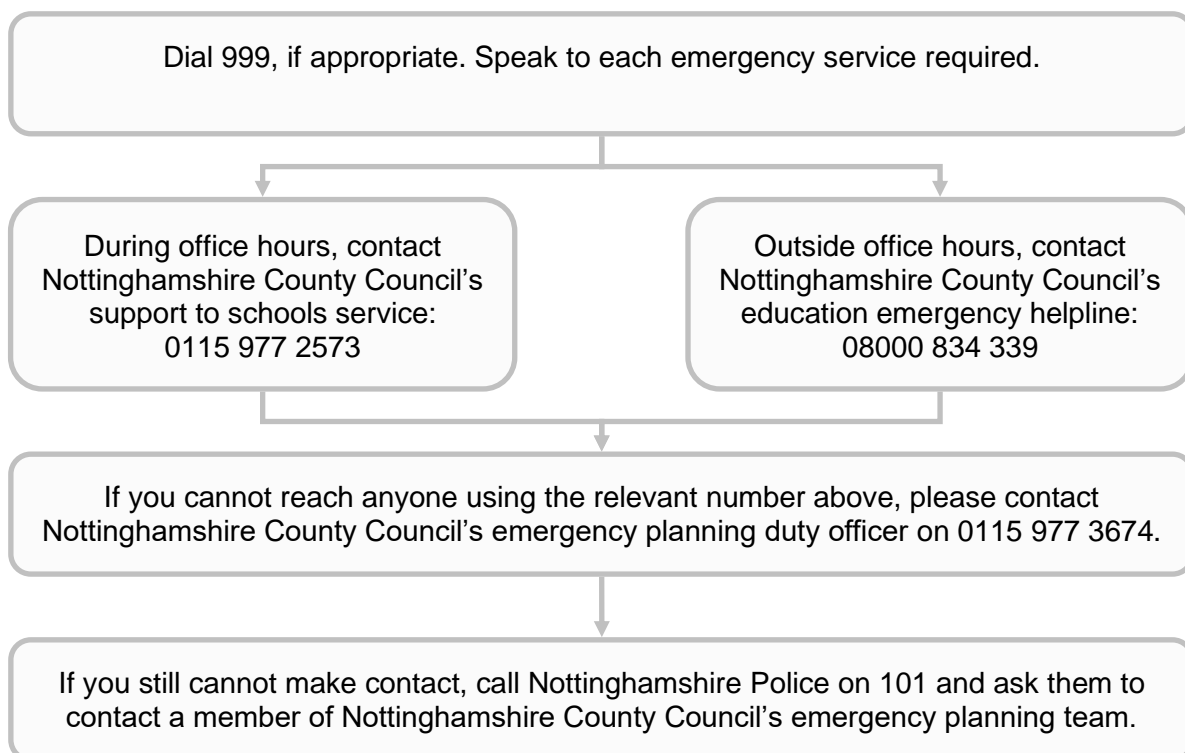 Dial 999, if appropriate. Speak to each emergency service required.
During office hours, contact
Nottinghamshire County Council's
support to schools service:
0115 977 2573
Outside office hours, contact
Nottinghamshire County Council's
education emergency helpline:
08000 834 339
If you cannot reach anyone using the relevant number above, please contact
Nottinghamshire County Council's emergency planning duty officer on 0115 977 3674.
If you still cannot make contact, call Nottinghamshire Police on 101 and ask them to
contact a member of Nottinghamshire County Council's emergency planning team.